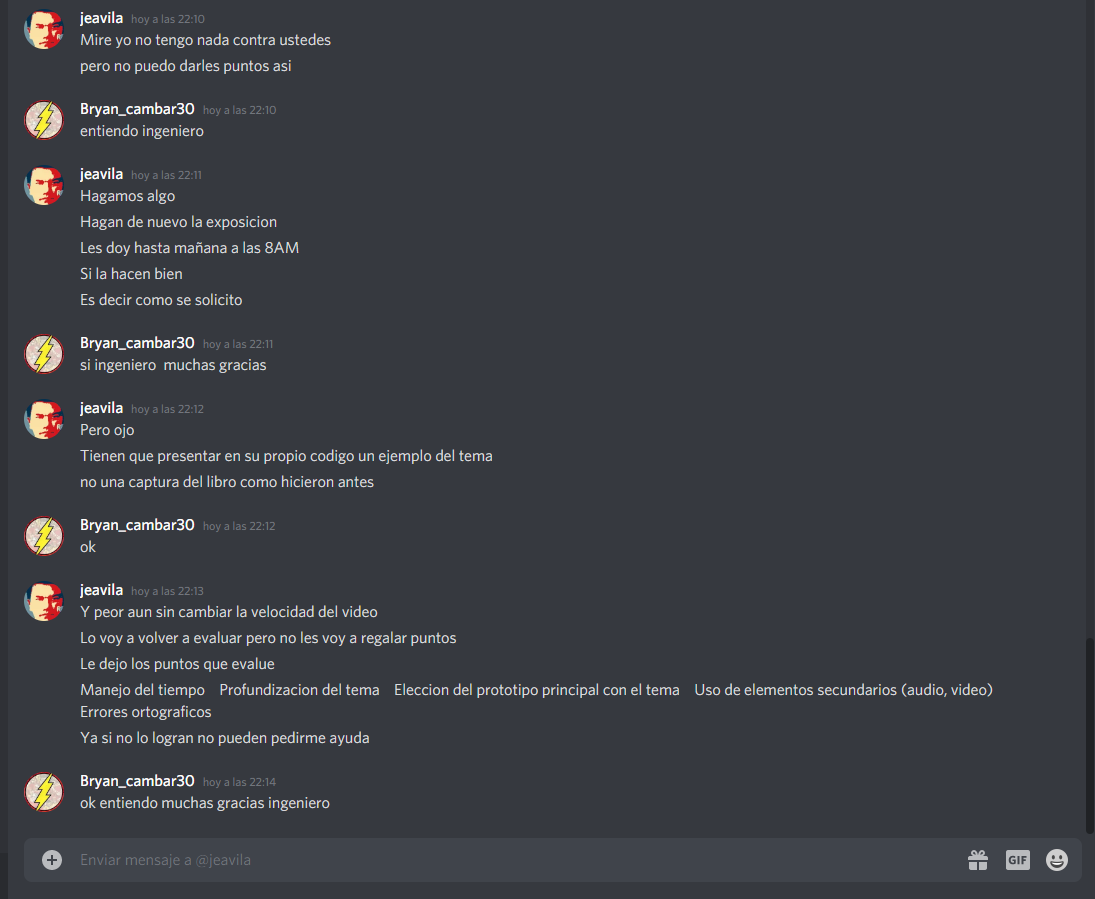 jeavila hoy a las 22:10
Mire yo no tengo nada contra ustedes
pero no puedo darles puntos asi
Bryan_cambar30 hoy a las 22:10
entiendo ingeniero
jeavila hoy a las 22:11
Hagamos algo
Hagan de nuevo la exposicion
Les doy hasta mañana a las 8AM
Si la hacen bien
Es decir como se solicito
Bryan_cambar30 hoy a las 22:11
si ingeniero muchas gracias
jeavila hoy a las 22:12
Pero ojo
Tienen que presentar en su propio codigo un ejemplo del tema
no una captura del libro como hicieron antes
Bryan_cambar30 hoy a las 22:12
ok
jeavila hoy a las 22:13
Y peor aun sin cambiar la velocidad del video
Lo voy a volver a evaluar pero no les voy a regalar puntos
Le dejo los puntos que evalue
Manejo del tiempo Profundizacion del tema Eleccion del prototipo principal con el tema Uso de elementos secundarios (audio, video)
Errores ortograficos
Ya si no lo logran no pueden pedirme ayuda
Bryan_cambar30 hoy a las 22:14
ok entiendo muchas gracias ingeniero
Enviar mensaje a @jeavila
GIF